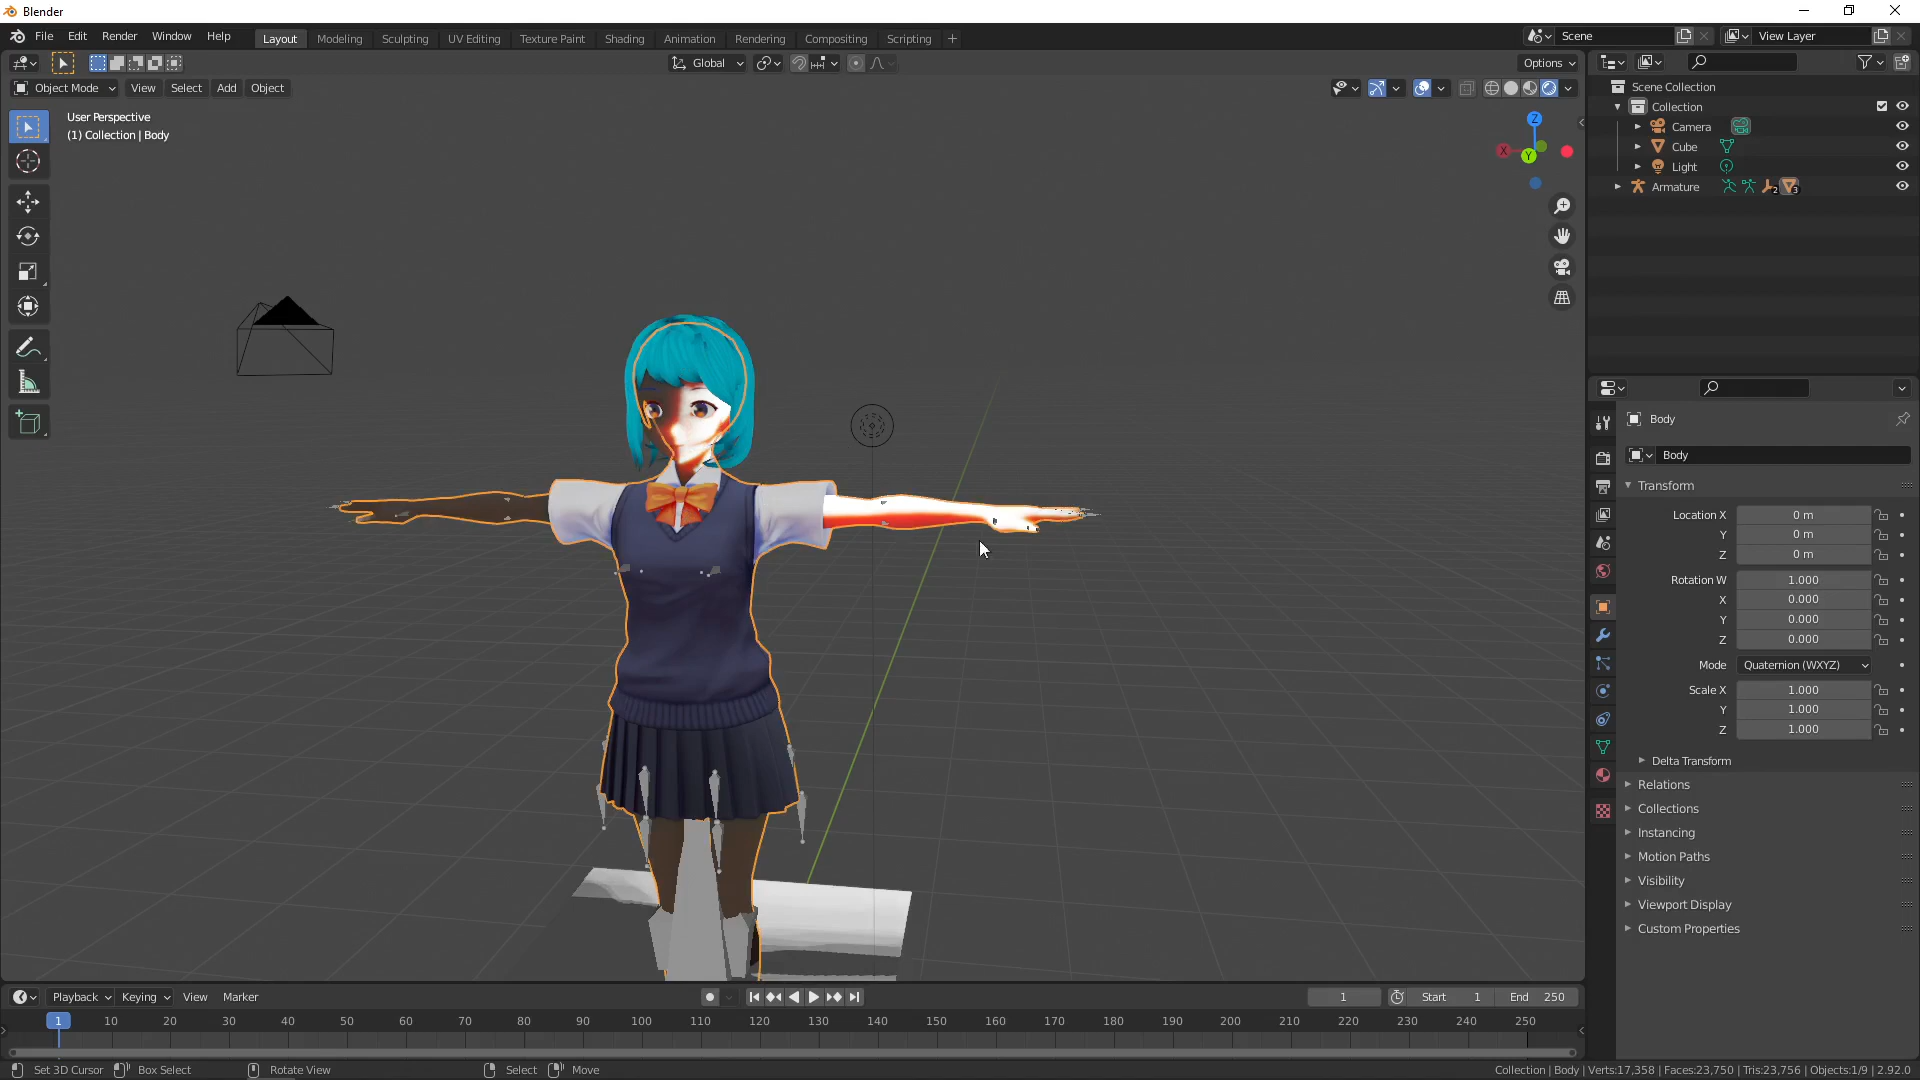 Blender
File Edit Render Window Help
Layout Modeling Sculpting UV Editing Texture Paint Shading Animation Rendering Compositing Scripting
Scene
View Layer
Global
Options
Object Mode View Select Add Object
User Perspective
(1) Collection | Body
Z
X
Y
Scene Collection
Collection
Camera
Cube
Light
Armature
2
3
Body
Body
Transform
Location X 0 m
Y 0 m
Z 0 m
Rotation W 1.000
X 0.000
Y 0.000
Z 0.000
Mode Quaternion (WXYZ)
Scale X 1.000
Y 1.000
Z 1.000
Delta Transform
Relations
Collections
Instancing
Motion Paths
Visibility
Viewport Display
Custom Properties
Playback Keying View Marker
1 Start 1 End 250
1 10 20 30 40 50 60 70 80 90 100 110 120 130 140 150 160 170 180 190 200 210 220 230 240 250
Set 3D Cursor Box Select Rotate View Select Move
Collection | Body | Verts:17,358 | Faces:23,750 | Tris:23,756 | Objects:1/9 | 2.92.0